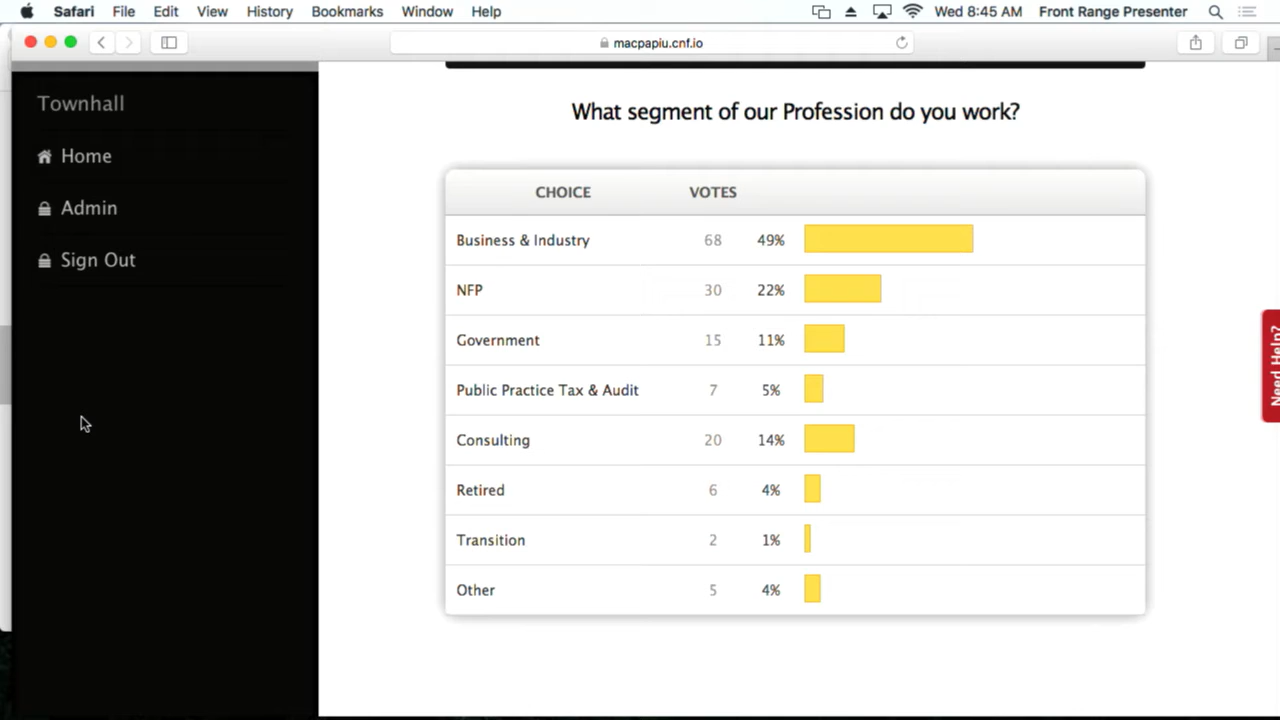 Safari File Edit View History Bookmarks Window Help Wed 8:45 AM Front Range Presenter
macpapiu.cnf.io
Townhall
Home
Admin
Sign Out
What segment of our Profession do you work?
CHOICE VOTES
Business & Industry 68 49%
NFP 30 22%
Government 15 11%
Public Practice Tax & Audit 7 5%
Consulting 20 14%
Retired 6 4%
Transition 2 1%
Other 5 4%
Need Help?